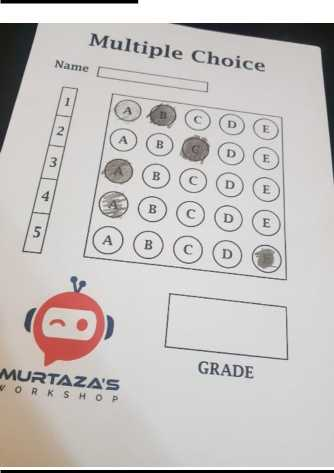 Multiple Choice
Name
1 A B C D E
2 A B C D E
3 A B C D E
4 A B C D E
5 A B C D E
MURTAZA'S
WORKSHOP
GRADE